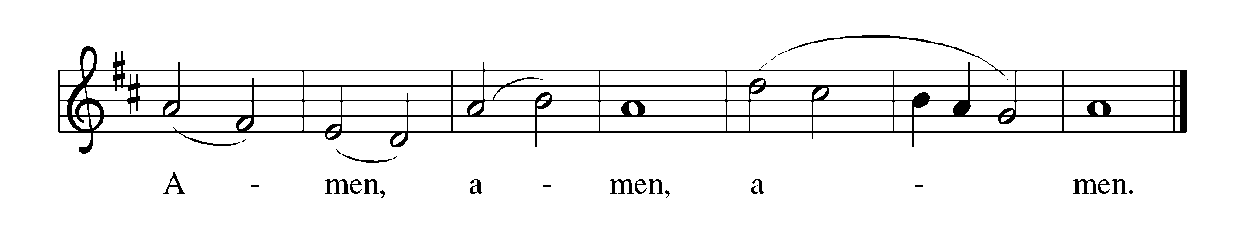 A - men, a - men, a - men.